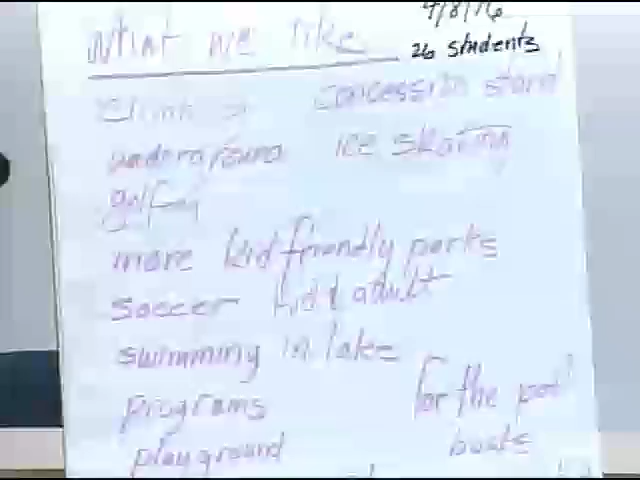 4/8/16
What we like
26 students
concession stand
underground ice skating
golfing
more kid friendly parks
soccer kid & adult
swimming in lake
programs for the pool
playground boats